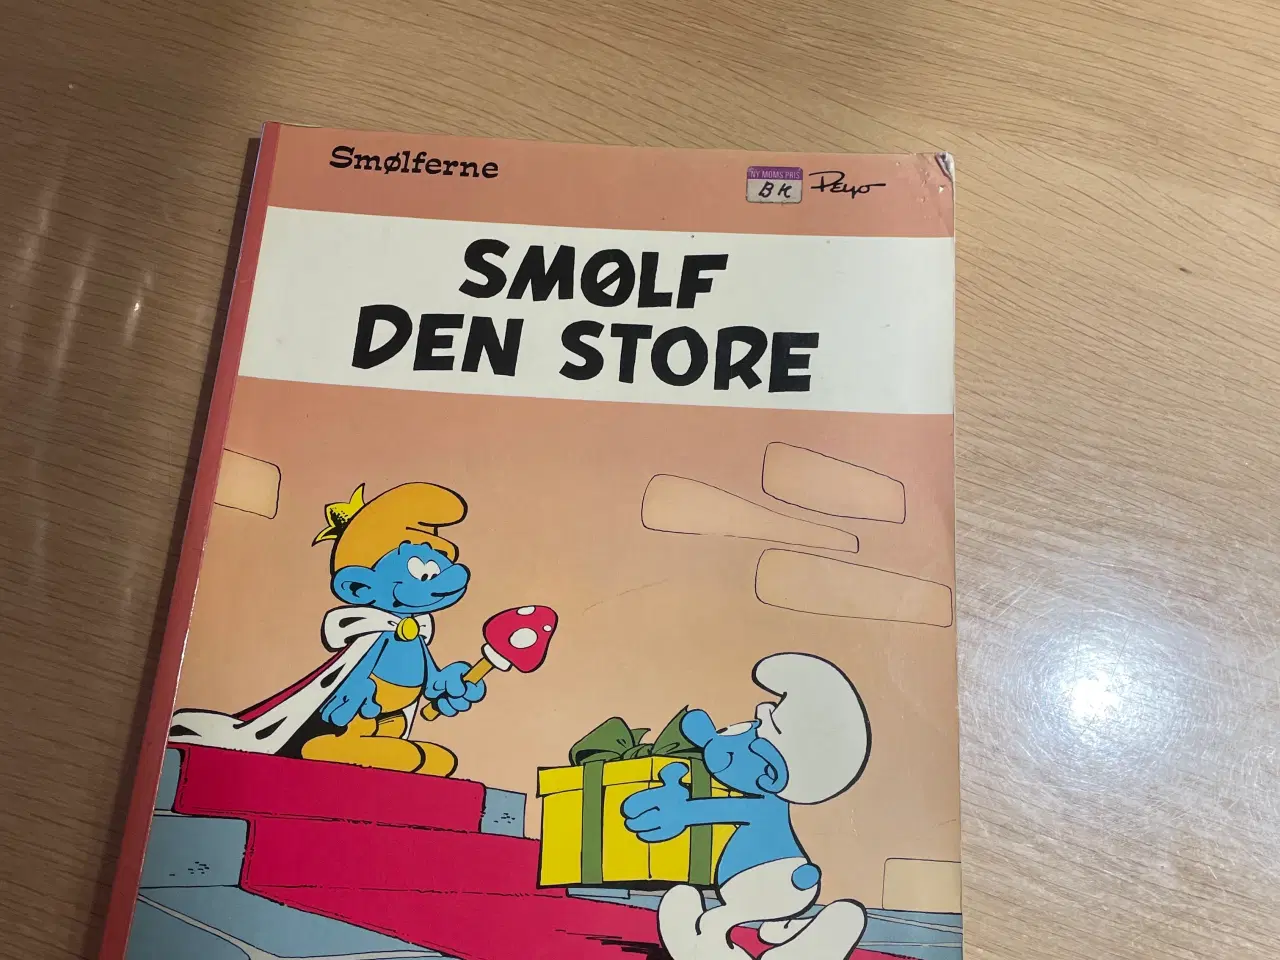 Smølferne
NY MOMS PRIS
BK
Peyo
SMØLF
DEN STORE